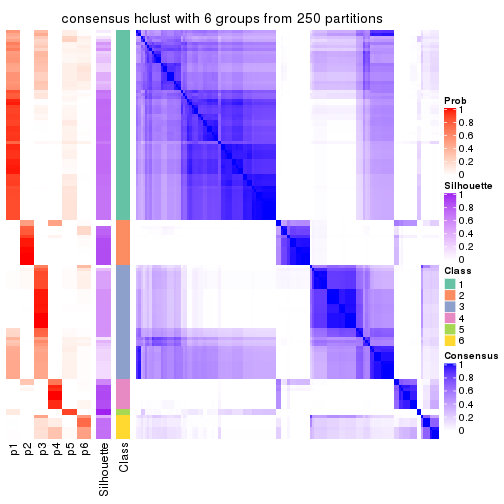 consensus hclust with 6 groups from 250 partitions
Prob
1
0.8
0.6
0.4
0.2
0
Silhouette
1
0.8
0.6
0.4
0.2
0
Class
1
2
3
4
5
6
Consensus
1
0.8
0.6
0.4
0.2
0
p1
p2
p3
p4
p5
p6
Silhouette
Class